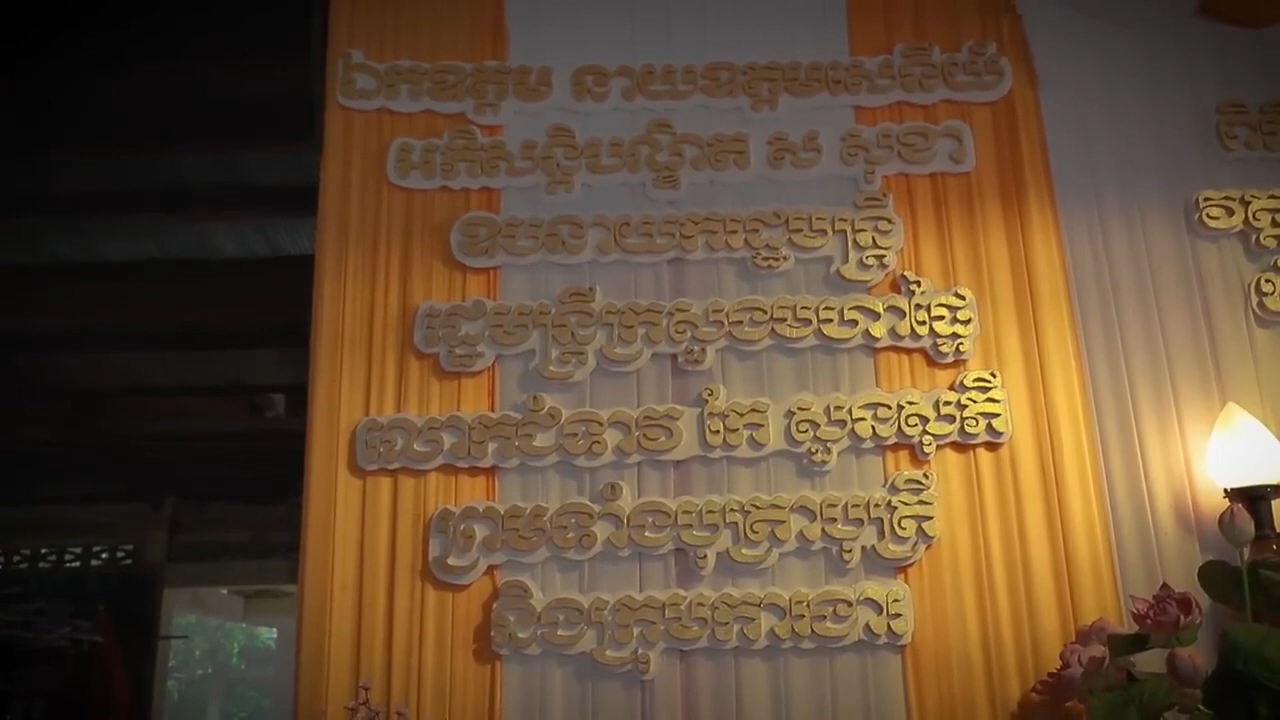 ឯកឧត្តម នាយឧត្តមសេនីយ៍
អភិសន្តិបណ្ឌិត ស សុខា
ឧបនាយករដ្ឋមន្ត្រី
រដ្ឋមន្ត្រីក្រសួងមហាផ្ទៃ
លោកជំទាវ កែ សួនសុភី
ព្រមទាំងបុត្រាបុត្រី
និងក្រុមការងារ